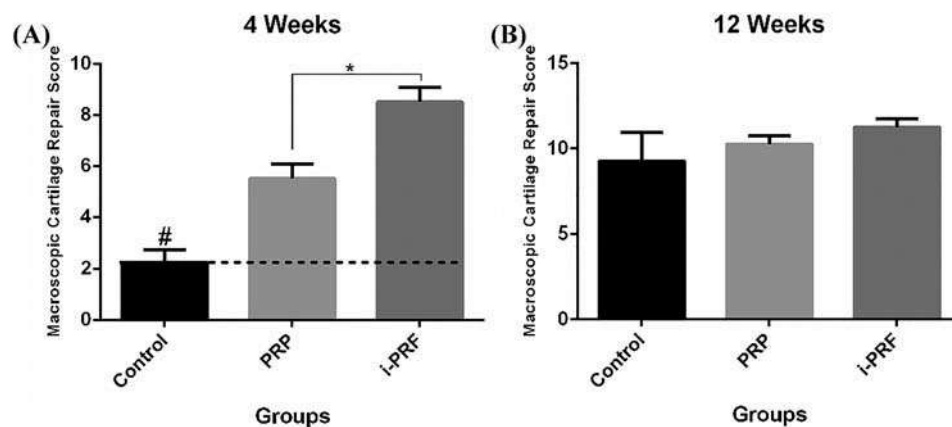 (A)
4 Weeks
Macroscopic Cartilage Repair Score
10
8
6
4
2
0
*
#
Control
PRP
i-PRF
Groups
(B)
12 Weeks
Macroscopic Cartilage Repair Score
15
10
5
0
Control
PRP
i-PRF
Groups